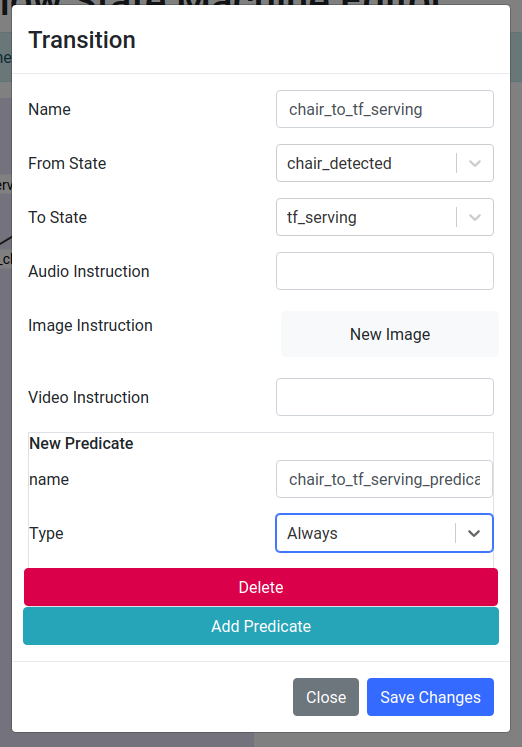 Transition
Name chair_to_tf_serving
From State chair_detected
To State tf_serving
Audio Instruction
Image Instruction New Image
Video Instruction
New Predicate
name chair_to_tf_serving_predica
Type Always
Delete
Add Predicate
Close Save Changes